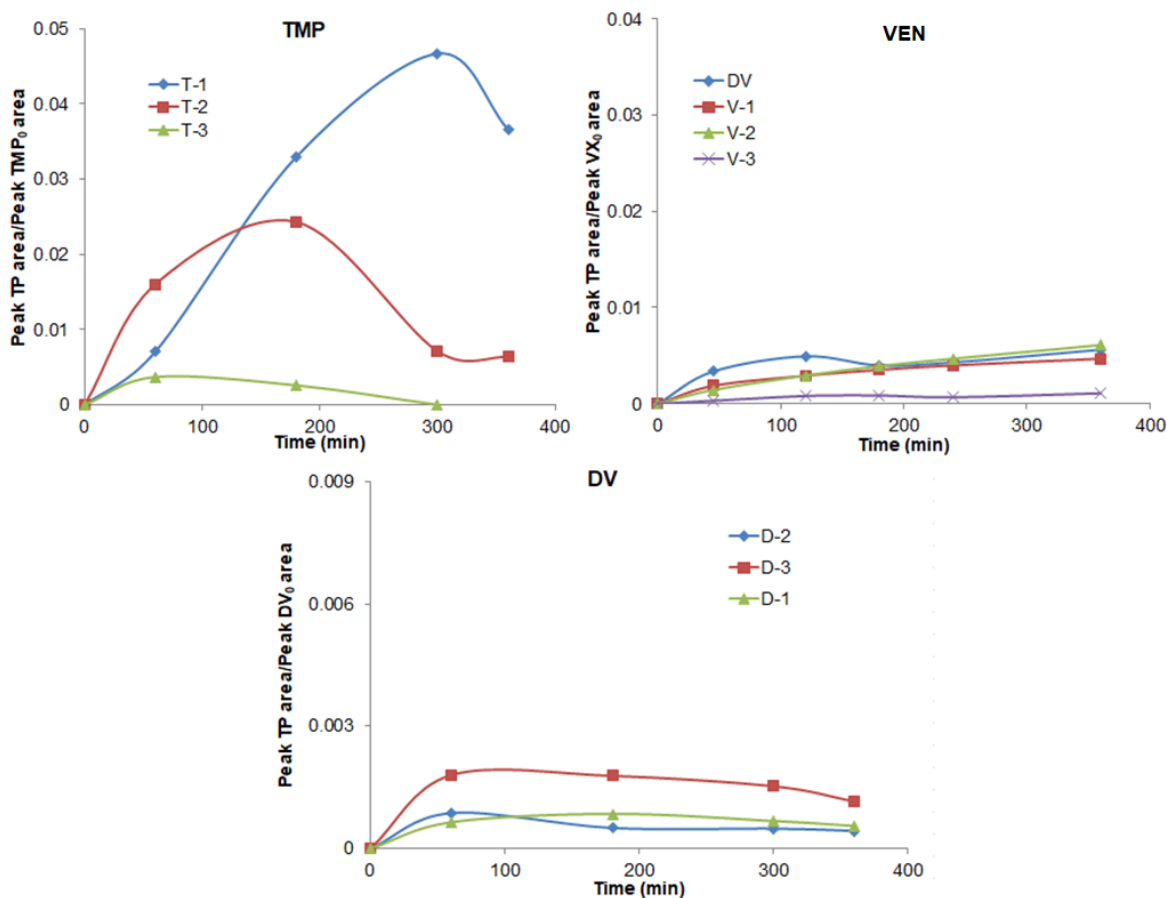 TMP
Peak TP area/Peak TMP₀ area
0.05
0.04
0.03
0.02
0.01
0
T-1
T-2
T-3
0 100 200 300 400
Time (min)
VEN
Peak TP area/Peak VX₀ area
0.04
0.03
0.02
0.01
0
DV
V-1
V-2
V-3
0 100 200 300 400
Time (min)
DV
Peak TP area/Peak DV₀ area
0.009
0.006
0.003
0
D-2
D-3
D-1
0 100 200 300 400
Time (min)